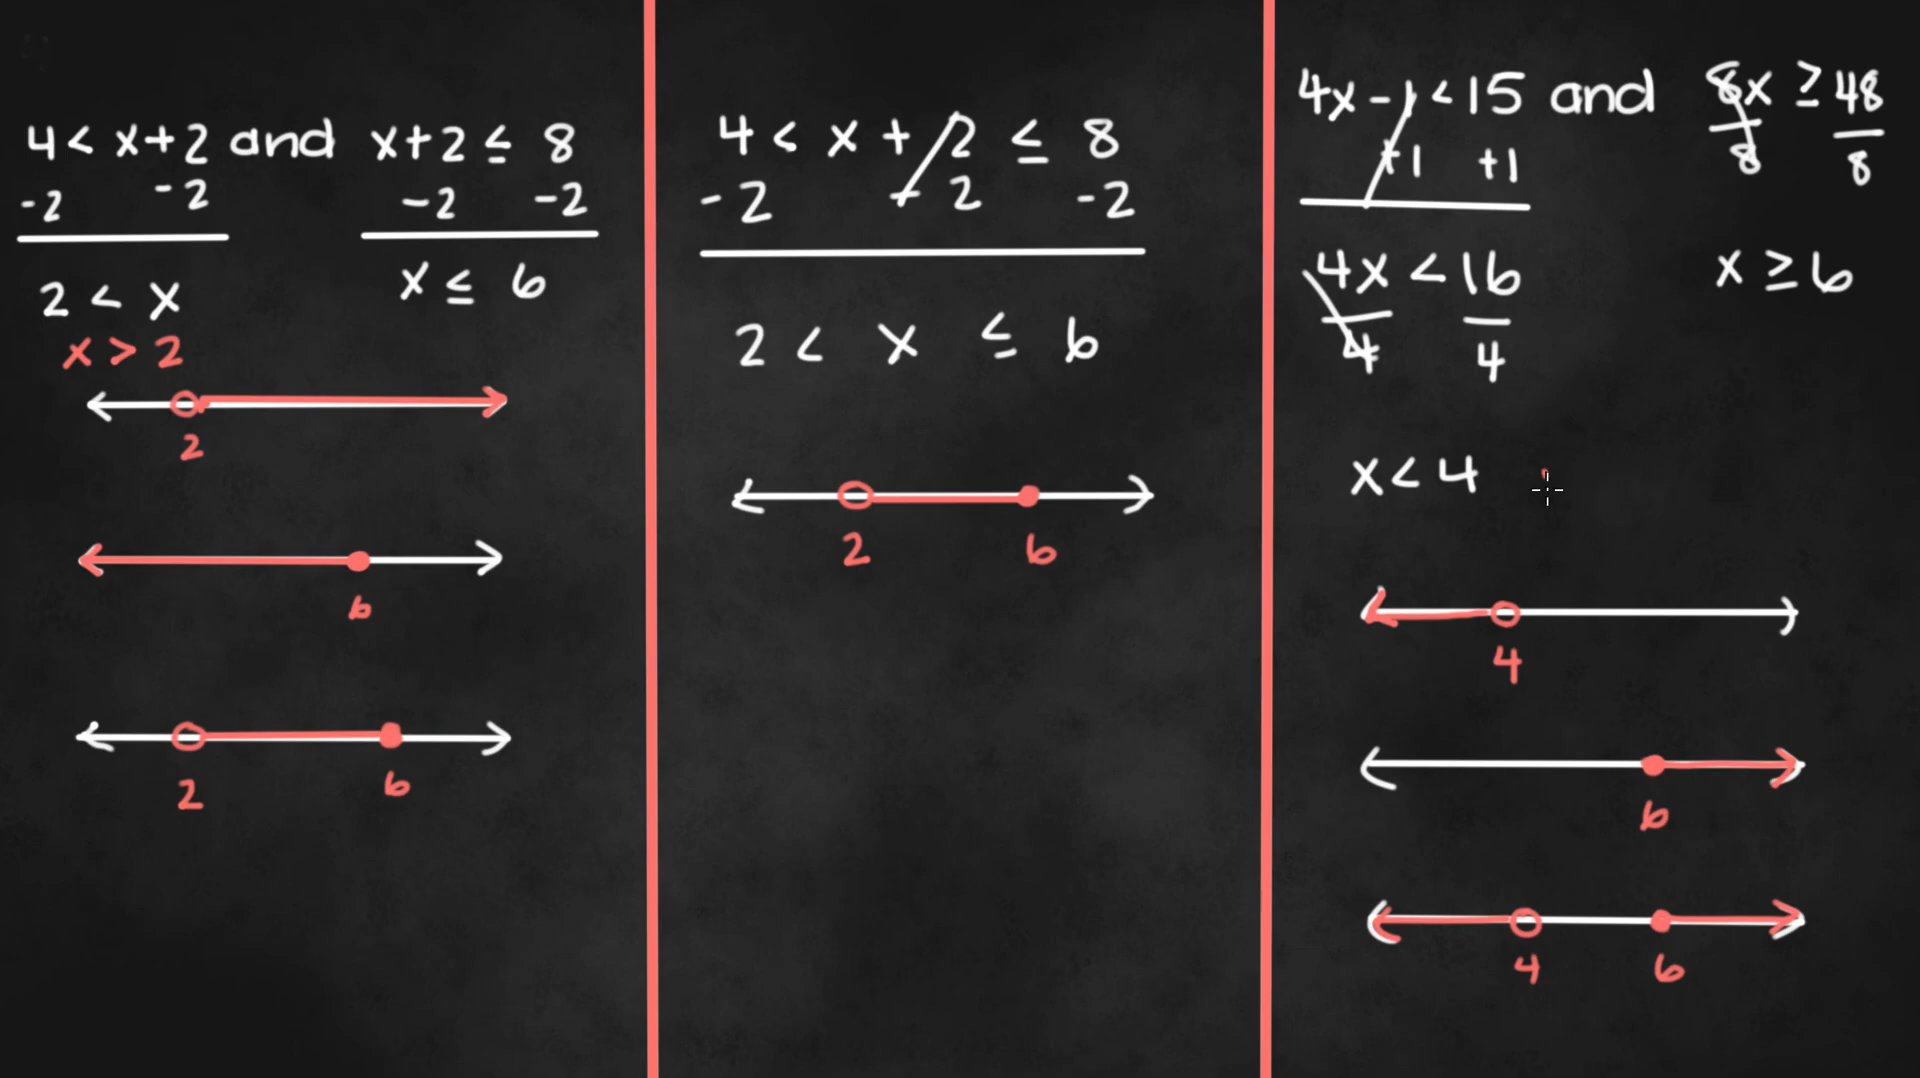 4 < x+2 and x+2 ≤ 8
-2 -2 -2 -2
2 < x x ≤ 6
x > 2
2
6
2 6
4 < x + 2 ≤ 8
-2 -2 -2
2 < x ≤ 6
2 6
4x-1 < 15 and 8x ≥ 48
+1 +1 8 8
4x < 16 x ≥ 6
4 4
x < 4
4
6
4 6